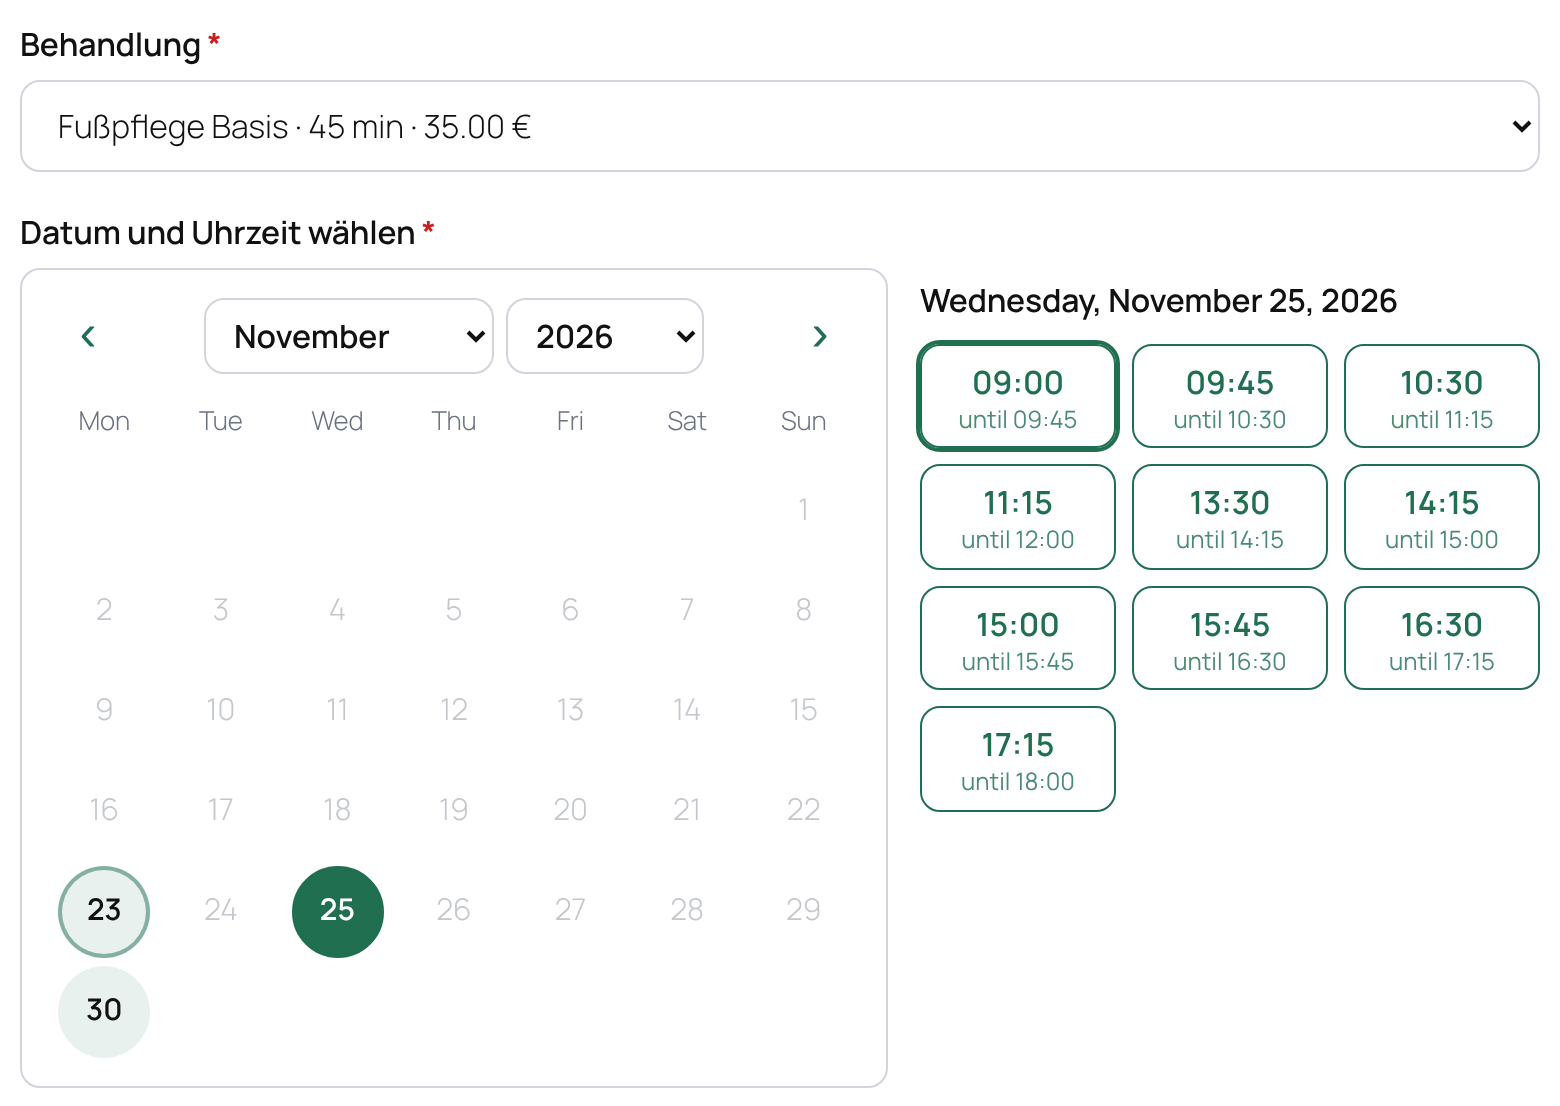 Behandlung *
Fußpflege Basis · 45 min · 35.00 €
Datum und Uhrzeit wählen *
November 2026
Mon Tue Wed Thu Fri Sat Sun
1
2 3 4 5 6 7 8
9 10 11 12 13 14 15
16 17 18 19 20 21 22
23 24 25 26 27 28 29
30
Wednesday, November 25, 2026
09:00 09:45 10:30
until 09:45 until 10:30 until 11:15
11:15 13:30 14:15
until 12:00 until 14:15 until 15:00
15:00 15:45 16:30
until 15:45 until 16:30 until 17:15
17:15
until 18:00